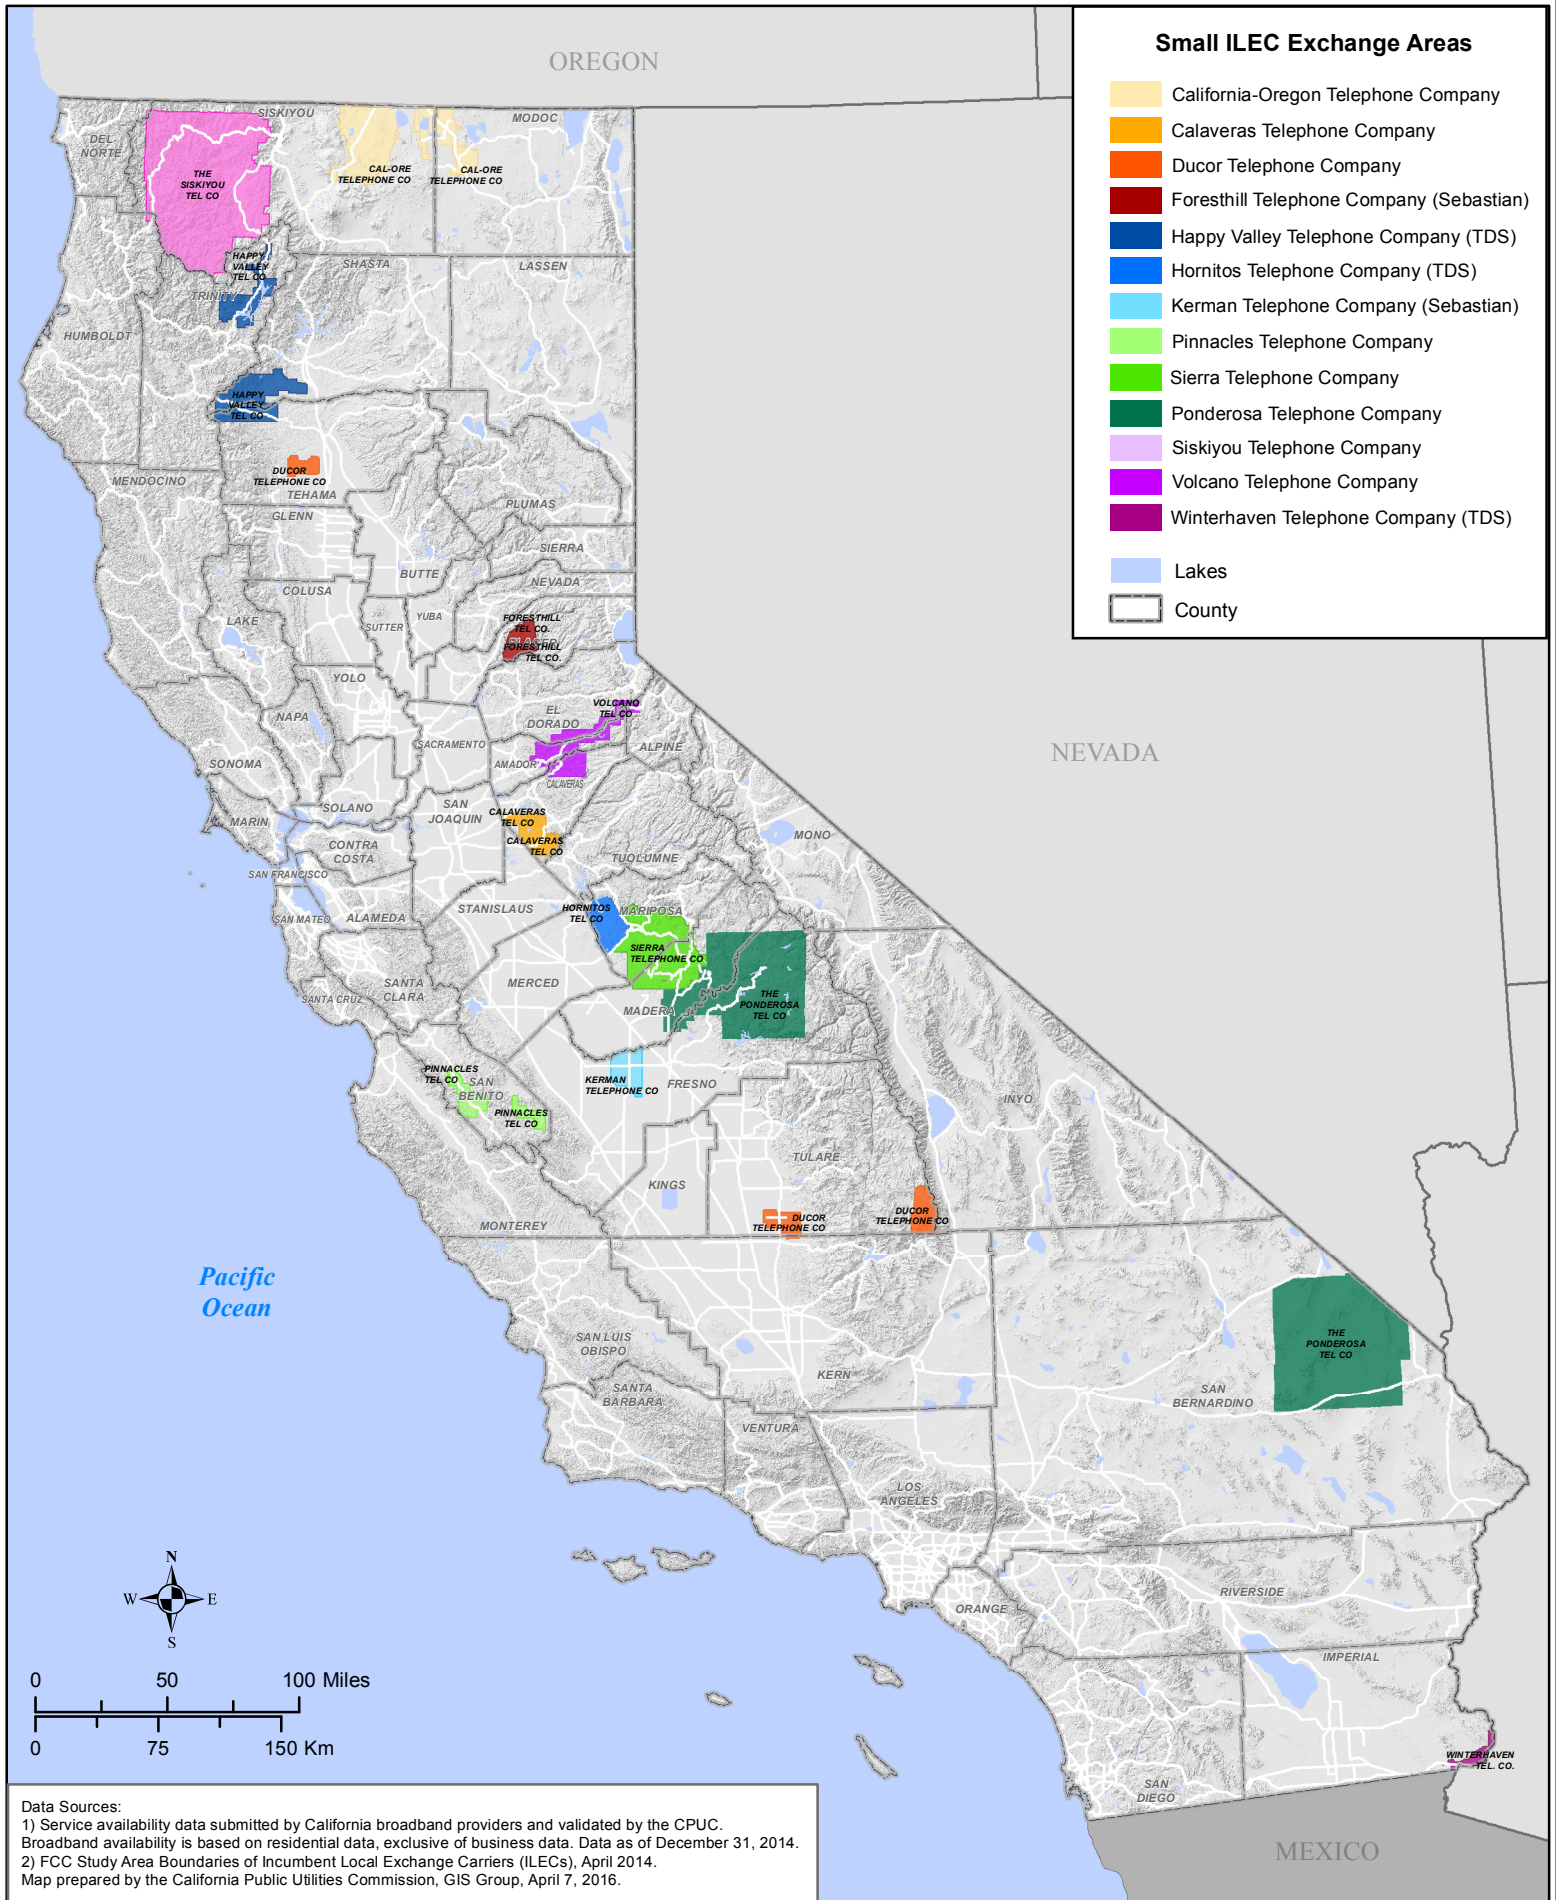 OREGON
Small ILEC Exchange Areas
California-Oregon Telephone Company
Calaveras Telephone Company
Ducor Telephone Company
Foresthill Telephone Company (Sebastian)
Happy Valley Telephone Company (TDS)
Hornitos Telephone Company (TDS)
Kerman Telephone Company (Sebastian)
Pinnacles Telephone Company
Sierra Telephone Company
Ponderosa Telephone Company
Siskiyou Telephone Company
Volcano Telephone Company
Winterhaven Telephone Company (TDS)
Lakes
County
DEL
NORTE
SISKIYOU
MODOC
THE
SISKIYOU
TEL CO
CAL-ORE
TELEPHONE CO
CAL-ORE
TELEPHONE CO
HAPPY
VALLEY
TEL CO
TRINITY
SHASTA
LASSEN
HUMBOLDT
HAPPY
VALLEY
TEL CO
DUCOR
TELEPHONE CO
TEHAMA
MENDOCINO
GLENN
PLUMAS
BUTTE
SIERRA
NEVADA
COLUSA
LAKE
SUTTER
YUBA
FORESTHILL
TEL CO.
PLACER
FORESTHILL
TEL CO.
YOLO
NAPA
VOLCANO
TEL CO
EL
DORADO
SACRAMENTO
AMADOR
ALPINE
CALAVERAS
NEVADA
SONOMA
SOLANO
MARIN
SAN
JOAQUIN
CALAVERAS
TEL CO
CALAVERAS
TEL CO
CONTRA
COSTA
SAN FRANCISCO
TUOLUMNE
MONO
SAN MATEO
ALAMEDA
STANISLAUS
HORNITOS
TEL CO
MARIPOSA
SIERRA
TELEPHONE CO
SANTA
CLARA
SANTA CRUZ
MERCED
MADERA
THE
PONDEROSA
TEL CO
PINNACLES
TEL CO
SAN
BENITO
PINNACLES
TEL CO
KERMAN
TELEPHONE CO
FRESNO
INYO
TULARE
KINGS
MONTEREY
DUCOR
TELEPHONE CO
DUCOR
TELEPHONE CO
Pacific
Ocean
SAN LUIS
OBISPO
KERN
THE
PONDEROSA
TEL CO
SAN
BERNARDINO
SANTA
BARBARA
VENTURA
LOS
ANGELES
RIVERSIDE
ORANGE
IMPERIAL
SAN
DIEGO
WINTERHAVEN
TEL. CO.
MEXICO
N
W
E
S
0 50 100 Miles
0 75 150 Km
Data Sources:
1) Service availability data submitted by California broadband providers and validated by the CPUC.
Broadband availability is based on residential data, exclusive of business data. Data as of December 31, 2014.
2) FCC Study Area Boundaries of Incumbent Local Exchange Carriers (ILECs), April 2014.
Map prepared by the California Public Utilities Commission, GIS Group, April 7, 2016.